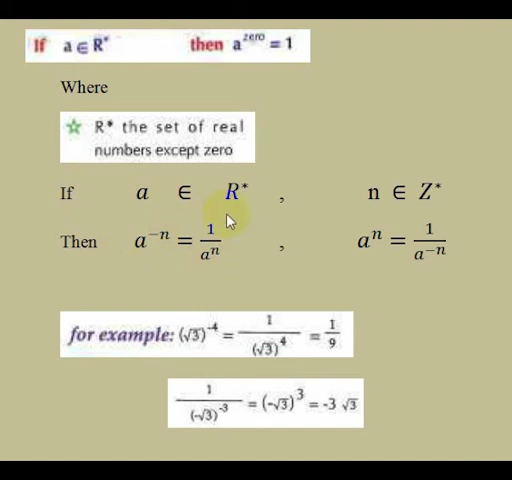 If a ∈ R* then a^zero = 1
Where
☆ R* the set of real
numbers except zero
If a ∈ R* , n ∈ Z*
Then a^−n = 1/a^n , a^n = 1/a^−n
for example: (√3)^-4 = 1/(√3)^4 = 1/9
1/(-√3)^-3 = (-√3)^3 = -3 √3